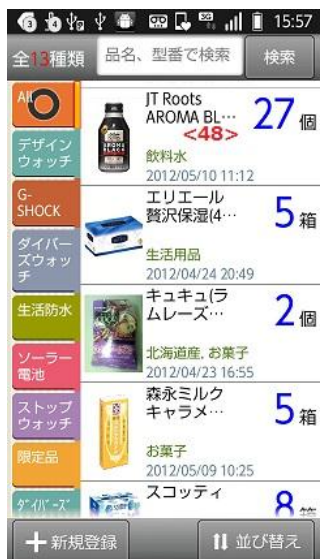 15:57
全13種類
品名、型番で検索
検索
All
デザイン
ウォッチ
G-
SHOCK
ダイバー
ズウォッ
チ
生活防水
ソーラー
電池
ストップ
ウォッチ
限定品
ﾀﾞｲﾊﾞｰｽﾞ
JT Roots
AROMA BL…
<48>
27個
飲料水
2012/05/10 11:12
エリエール
贅沢保湿(4…
5箱
生活用品
2012/04/24 20:49
キュキュ(ラ
ムレーズ…
2個
北海道産, お菓子
2012/04/23 16:55
森永ミルク
キャラメ…
5箱
お菓子
2012/05/09 10:25
スコッティ
8箱
+新規登録
並び替え